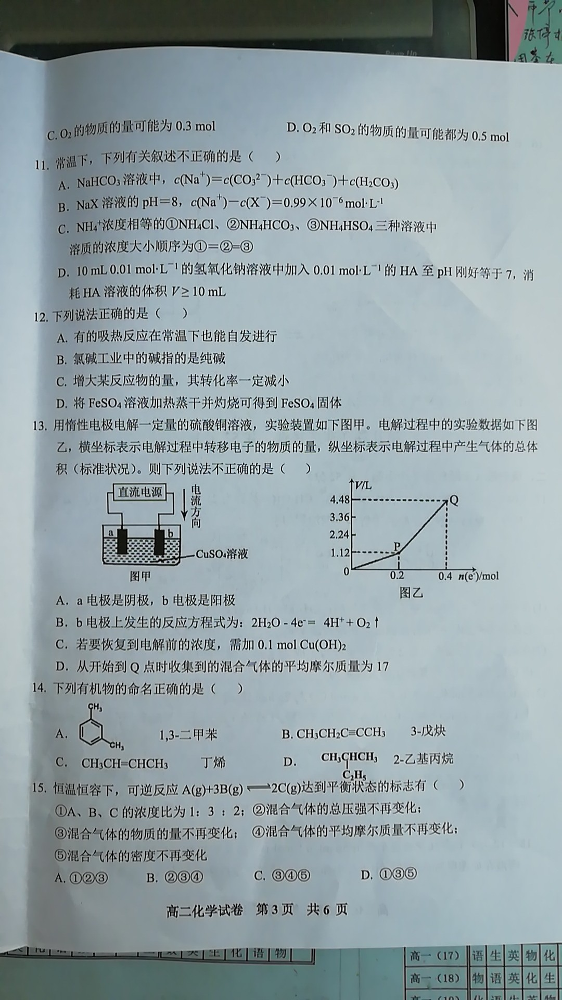 C. O₂的物质的量可能为 0.3 mol D. O₂和 SO₂的物质的量可能都为 0.5 mol
11. 常温下，下列有关叙述不正确的是（ ）
A. NaHCO₃溶液中，c(Na⁺)=c(CO₃²⁻)+c(HCO₃⁻)+c(H₂CO₃)
B. NaX 溶液的 pH=8，c(Na⁺)-c(X⁻)=0.99×10⁻⁶mol·L⁻¹
C. NH₄⁺浓度相等的①NH₄Cl、②NH₄HCO₃、③NH₄HSO₄三种溶液中
溶质的浓度大小顺序为①=②=③
D. 10 mL 0.01 mol·L⁻¹的氢氧化钠溶液中加入 0.01 mol·L⁻¹的 HA 至 pH 刚好等于 7，消
耗 HA 溶液的体积 V≥10 mL
12. 下列说法正确的是（ ）
A. 有的吸热反应在常温下也能自发进行
B. 氯碱工业中的碱指的是纯碱
C. 增大某反应物的量，其转化率一定减小
D. 将 FeSO₄溶液加热蒸干并灼烧可得到 FeSO₄固体
13. 用惰性电极电解一定量的硫酸铜溶液，实验装置如下图甲。电解过程中的实验数据如下图
乙，横坐标表示电解过程中转移电子的物质的量，纵坐标表示电解过程中产生气体的总体
积（标准状况）。则下列说法不正确的是（ ）
直流电源
电流方向
a b
CuSO₄溶液
图甲
V/L
4.48 Q
3.36
2.24
1.12 P
0 0.2 0.4 n(e⁻)/mol
图乙
A. a 电极是阴极，b 电极是阳极
B. b 电极上发生的反应方程式为：2H₂O - 4e⁻ = 4H⁺ + O₂↑
C. 若要恢复到电解前的浓度，需加 0.1 mol Cu(OH)₂
D. 从开始到 Q 点时收集到的混合气体的平均摩尔质量为 17
14. 下列有机物的命名正确的是（ ）
CH₃
A. 1,3-二甲苯 B. CH₃CH₂C≡CCH₃ 3-戊炔
CH₃
C. CH₃CH=CHCH₃ 丁烯 D. CH₃CHCH₃ 2-乙基丙烷
C₂H₅
15. 恒温恒容下，可逆反应 A(g)+3B(g)⇌2C(g)达到平衡状态的标志有（ ）
①A、B、C 的浓度比为 1：3：2；②混合气体的总压强不再变化；
③混合气体的物质的量不再变化； ④混合气体的平均摩尔质量不再变化；
⑤混合气体的密度不再变化
A. ①②③ B. ②③④ C. ③④⑤ D. ①③⑤
高二化学试卷 第 3 页 共 6 页
化 语 物
高一（17） 语 生 英 物 化
高一（18） 物 语 英 化 生